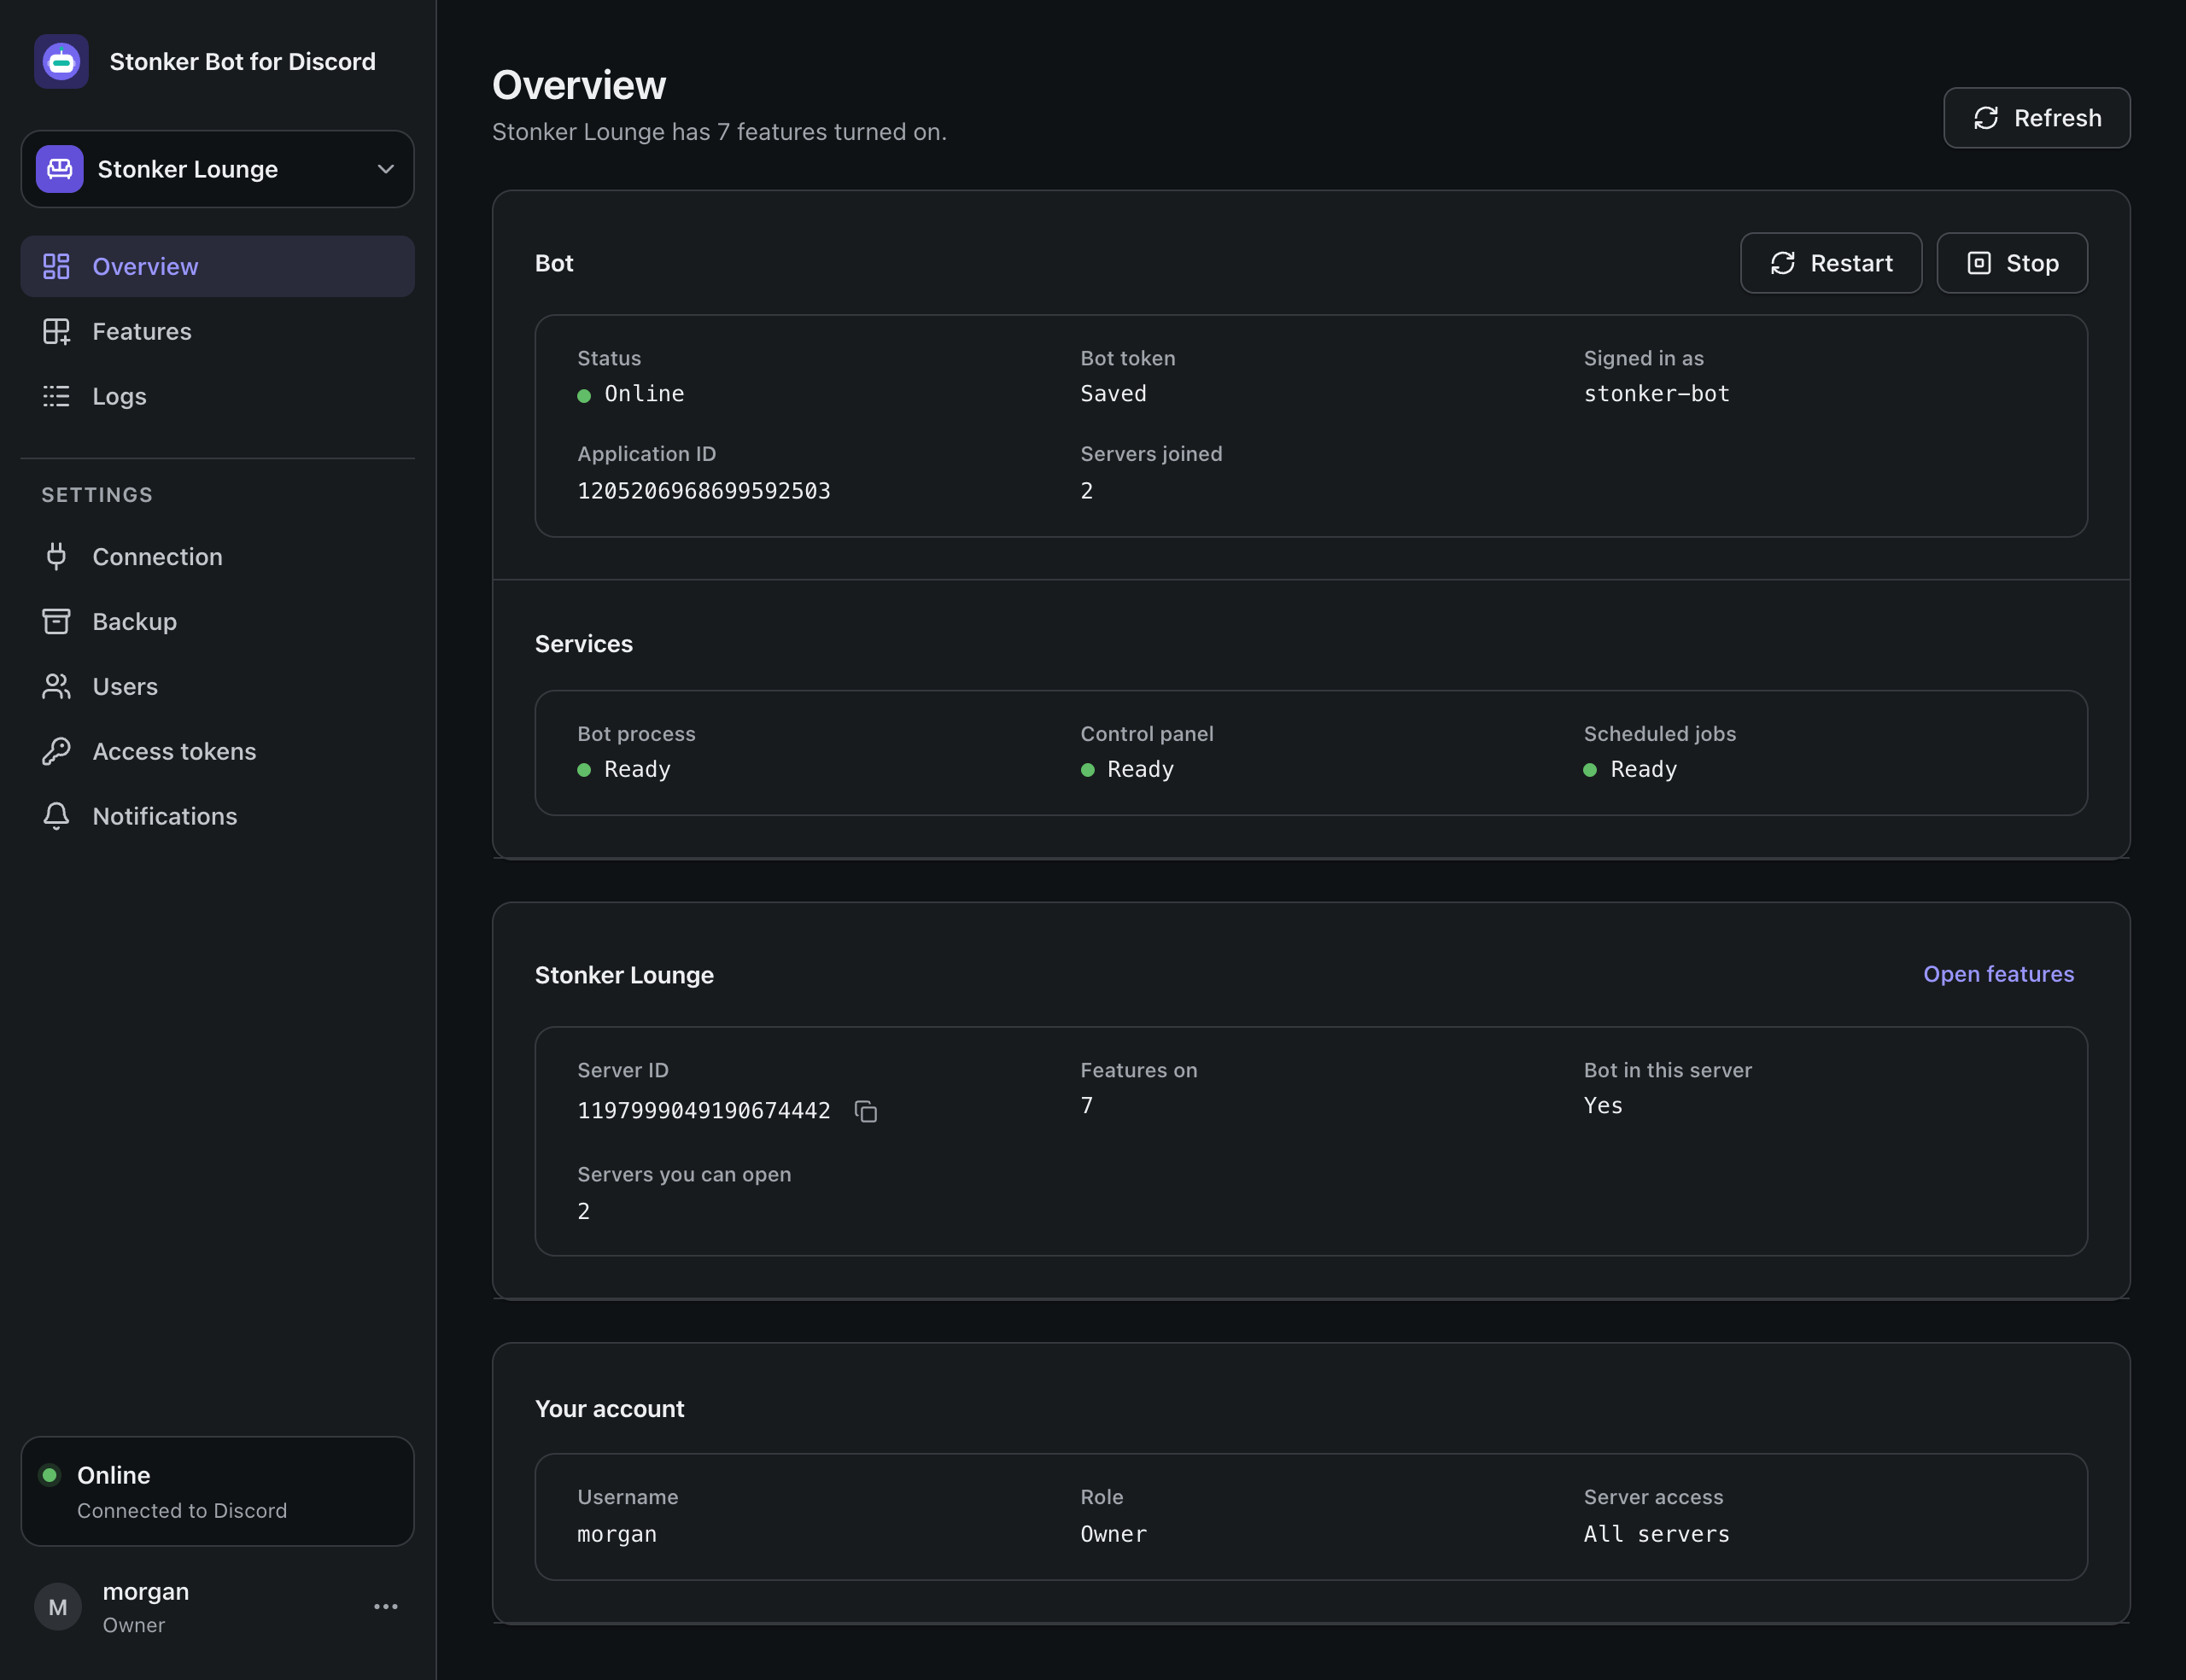 Stonker Bot for Discord
Stonker Lounge
Overview
Features
Logs
SETTINGS
Connection
Backup
Users
Access tokens
Notifications
Online
Connected to Discord
M
morgan
Owner
Overview
Stonker Lounge has 7 features turned on.
Refresh
Bot
Restart
Stop
Status
Online
Bot token
Saved
Signed in as
stonker-bot
Application ID
1205206968699592503
Servers joined
2
Services
Bot process
Ready
Control panel
Ready
Scheduled jobs
Ready
Stonker Lounge
Open features
Server ID
1197999049190674442
Features on
7
Bot in this server
Yes
Servers you can open
2
Your account
Username
morgan
Role
Owner
Server access
All servers